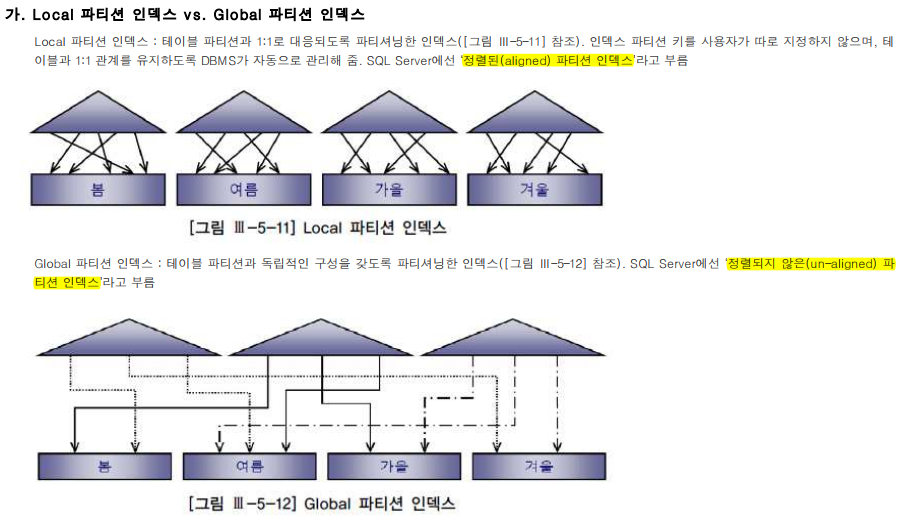 가. Local 파티션 인덱스 vs. Global 파티션 인덱스
Local 파티션 인덱스 : 테이블 파티션과 1:1로 대응되도록 파티셔닝한 인덱스([그림 Ⅲ-5-11] 참조). 인덱스 파티션 키를 사용자가 따로 지정하지 않으며, 테
이블과 1:1 관계를 유지하도록 DBMS가 자동으로 관리해 줌. SQL Server에선 '정렬된(aligned) 파티션 인덱스'라고 부름
봄 여름 가을 겨울
[그림 Ⅲ-5-11] Local 파티션 인덱스
Global 파티션 인덱스 : 테이블 파티션과 독립적인 구성을 갖도록 파티셔닝한 인덱스([그림 Ⅲ-5-12] 참조). SQL Server에선 '정렬되지 않은(un-aligned) 파
티션 인덱스'라고 부름
봄 여름 가을 겨울
[그림 Ⅲ-5-12] Global 파티션 인덱스